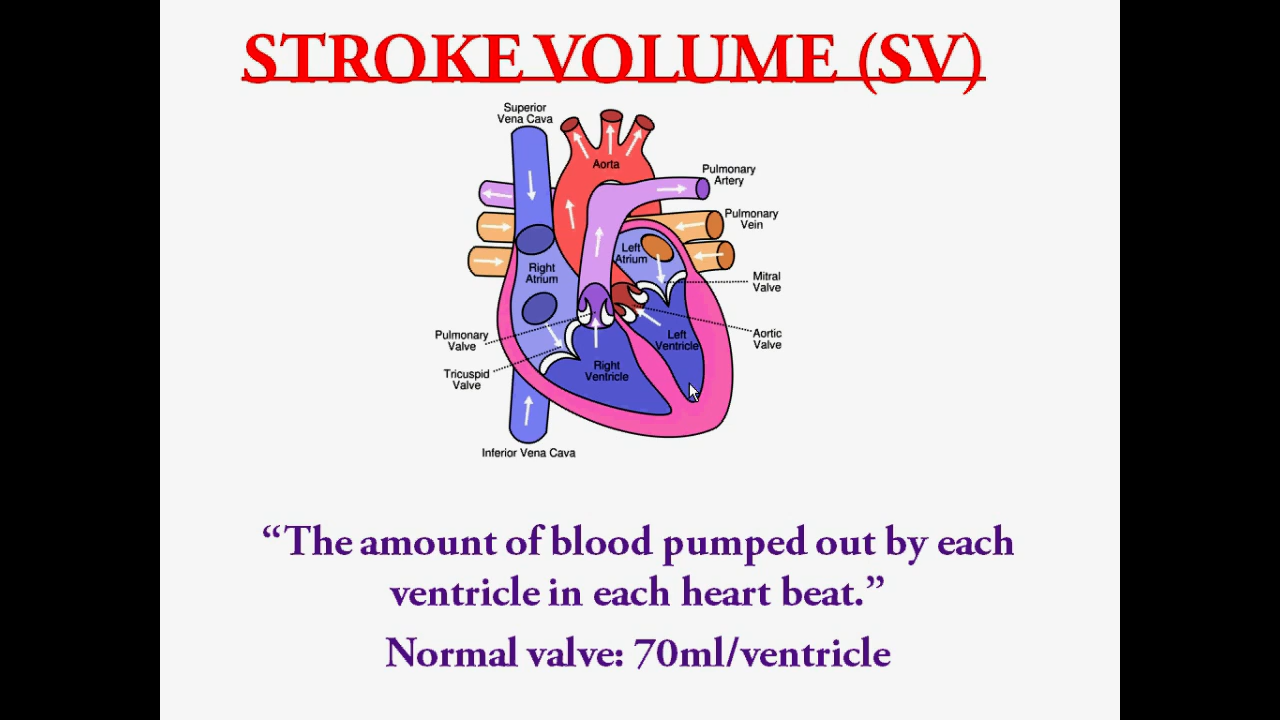 STROKE VOLUME (SV)
Superior
Vena Cava
Aorta
Pulmonary
Artery
Pulmonary
Vein
Left
Atrium
Right
Atrium
Mitral
Valve
Pulmonary
Valve
Left
Ventricle
Aortic
Valve
Right
Ventricle
Tricuspid
Valve
Inferior Vena Cava
“The amount of blood pumped out by each
ventricle in each heart beat.”
Normal valve: 70ml/ventricle